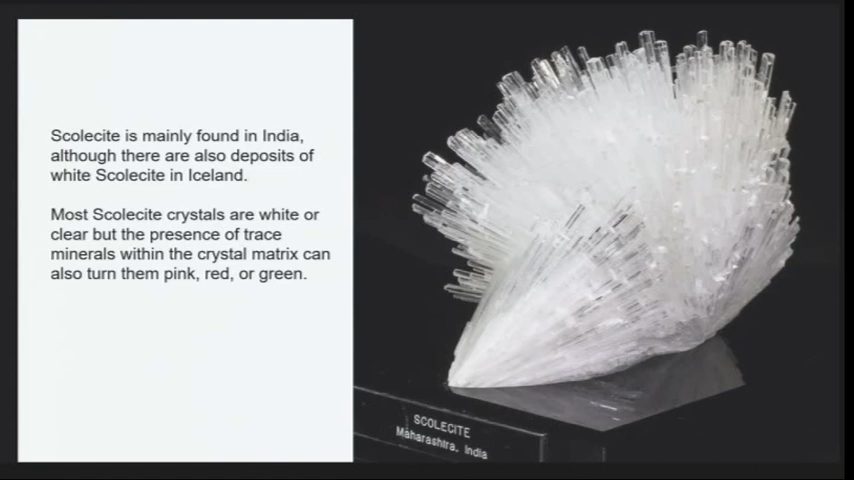 Scolecite is mainly found in India,
although there are also deposits of
white Scolecite in Iceland.
Most Scolecite crystals are white or
clear but the presence of trace
minerals within the crystal matrix can
also turn them pink, red, or green.
SCOLECITE
Maharashtra, India